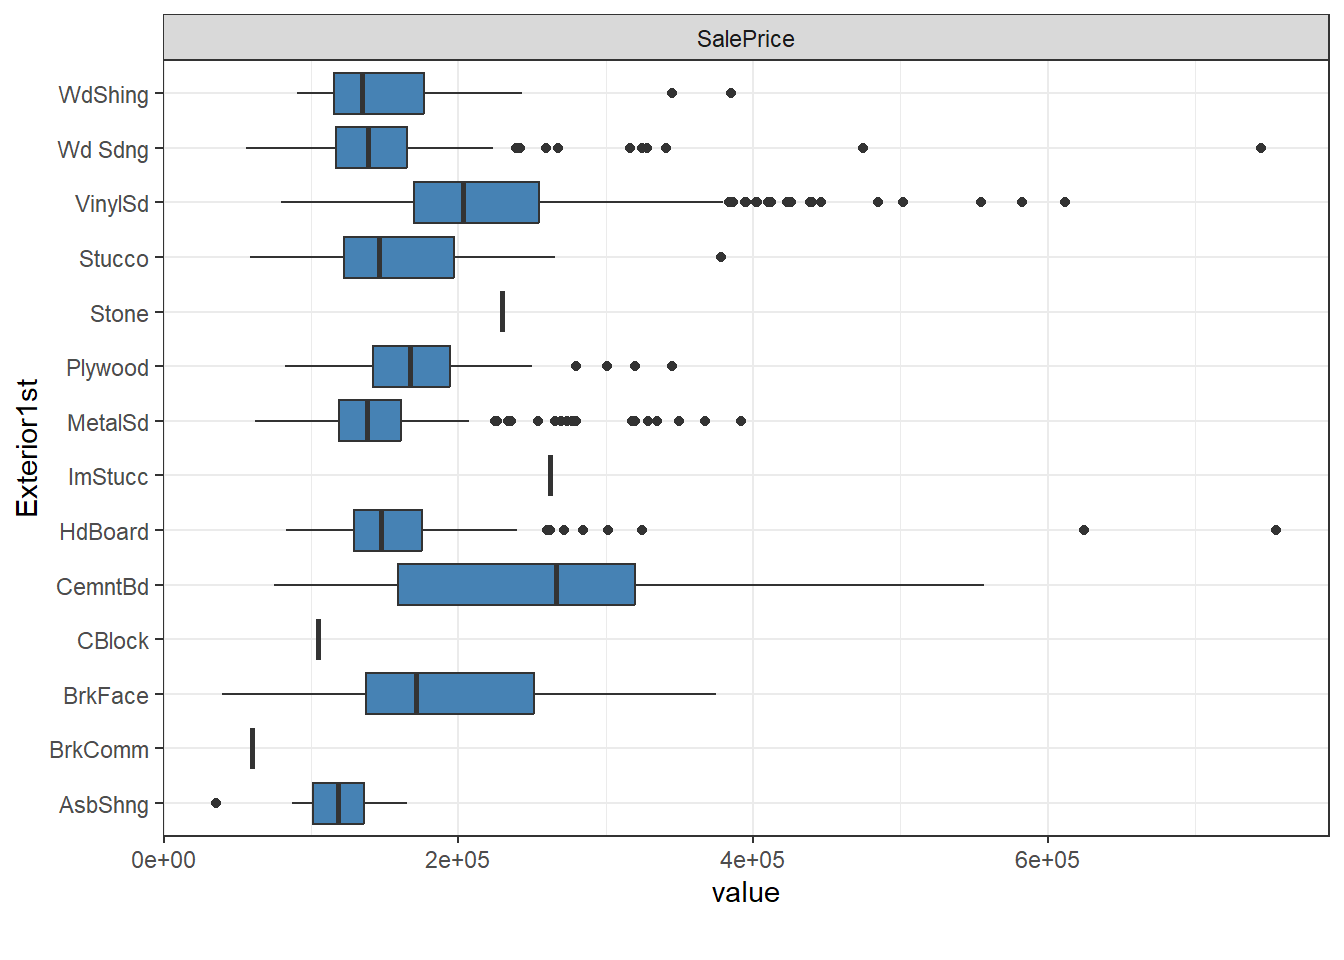 SalePrice
WdShing
Wd Sdng
VinylSd
Stucco
Stone
Plywood
MetalSd
ImStucc
HdBoard
CemntBd
CBlock
BrkFace
BrkComm
AsbShng
Exterior1st
0e+00 2e+05 4e+05 6e+05
value